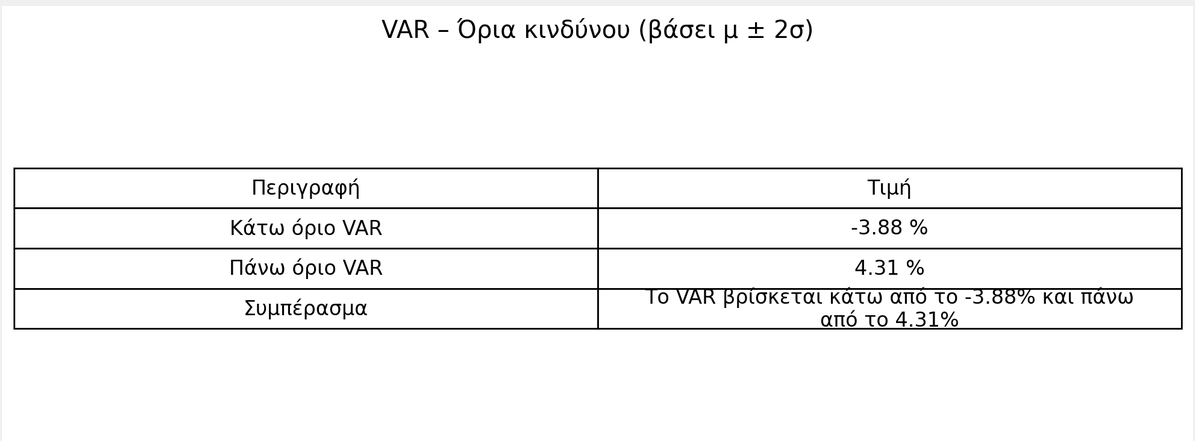 VAR – Όρια κινδύνου (βάσει μ ± 2σ)
Περιγραφή Τιμή
Κάτω όριο VAR -3.88 %
Πάνω όριο VAR 4.31 %
Συμπέρασμα Το VAR βρίσκεται κάτω από το -3.88% και πάνω
από το 4.31%